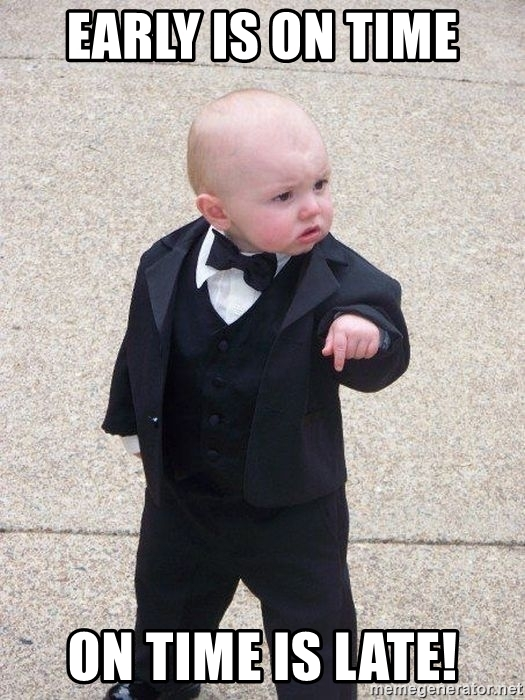 EARLY IS ON TIME
ON TIME IS LATE!
memegenerator.net